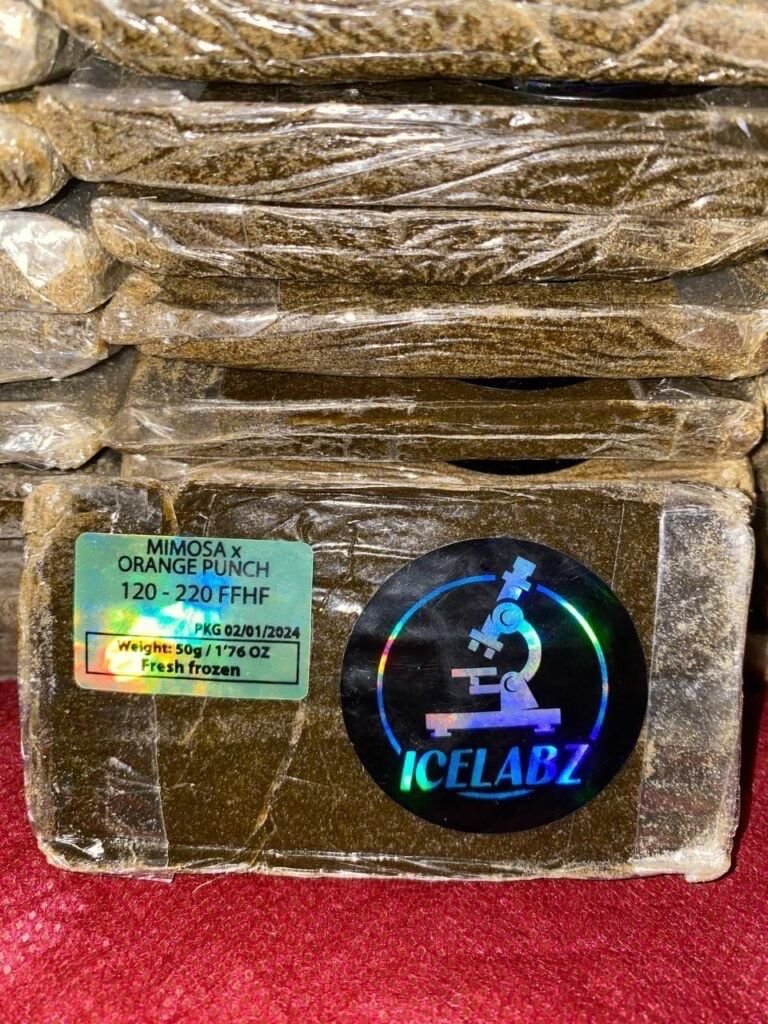 MIMOSA x
ORANGE PUNCH
120 - 220 FFHF
PKG 02/01/2024
Weight: 50g / 1'76 OZ
Fresh frozen
ICELABZ